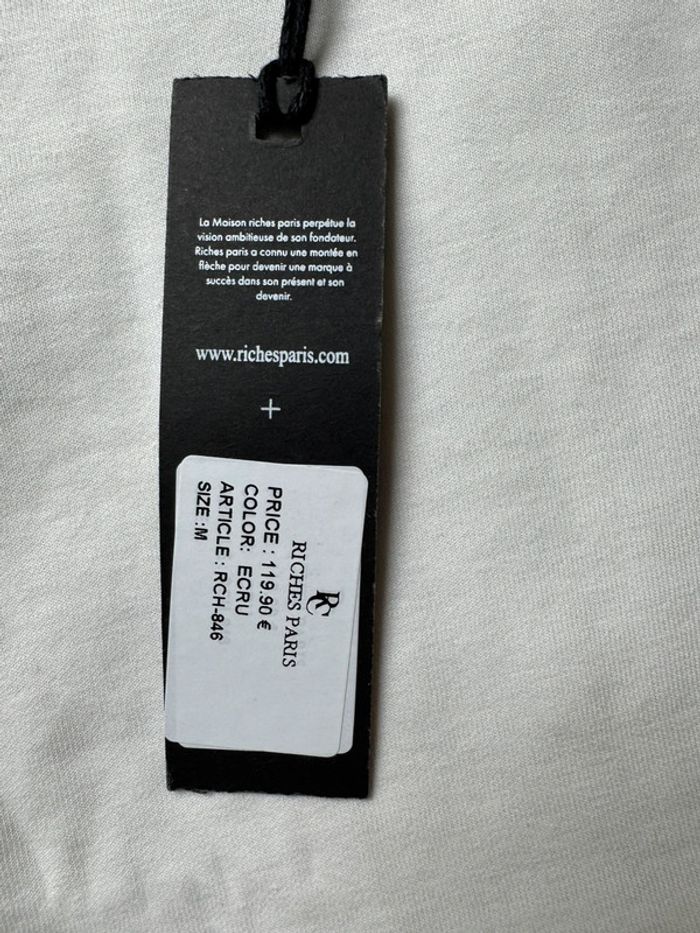 La Maison riches paris perpétue la
vision ambitieuse de son fondateur.
Riches paris a connu une montée en
flèche pour devenir une marque à
succès dans son présent et son
devenir.
www.richesparis.com
+
RC
RICHES PARIS
PRICE : 119.90 €
COLOR: ECRU
ARTICLE : RCH-846
SIZE :M